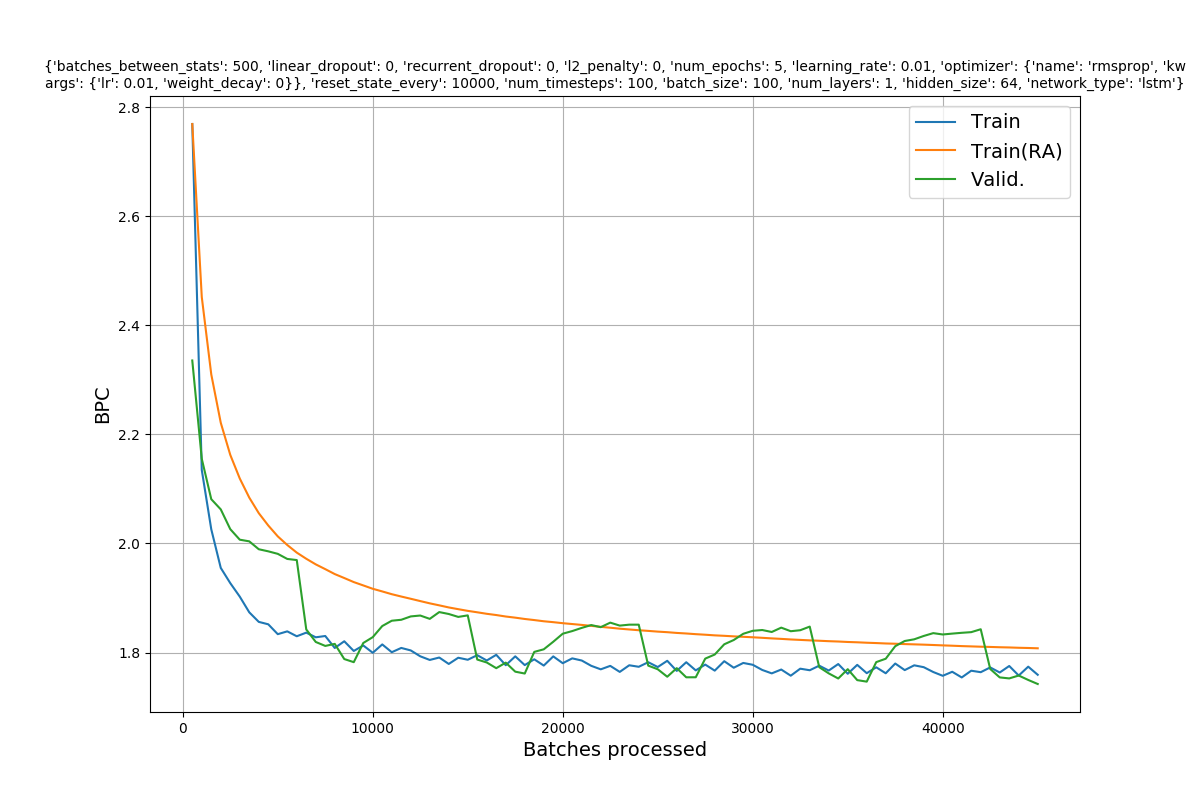 {'batches_between_stats': 500, 'linear_dropout': 0, 'recurrent_dropout': 0, 'l2_penalty': 0, 'num_epochs': 5, 'learning_rate': 0.01, 'optimizer': {'name': 'rmsprop', 'kw
args': {'lr': 0.01, 'weight_decay': 0}}, 'reset_state_every': 10000, 'num_timesteps': 100, 'batch_size': 100, 'num_layers': 1, 'hidden_size': 64, 'network_type': 'lstm'}
2.8
2.6
2.4
2.2
2.0
1.8
BPC
Train
Train(RA)
Valid.
0 10000 20000 30000 40000
Batches processed